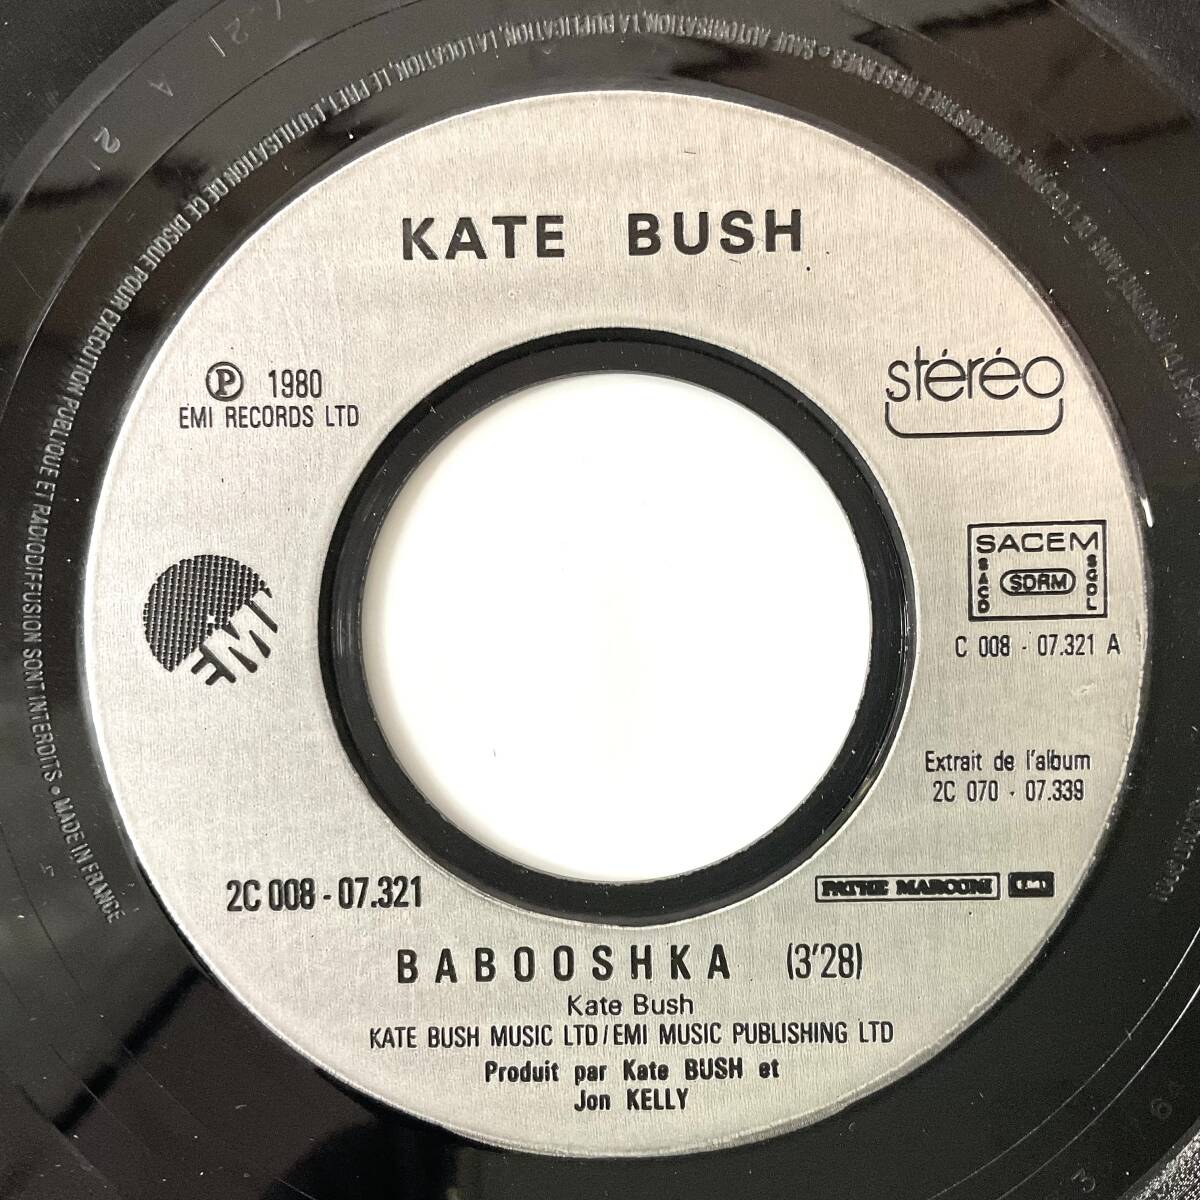 KATE BUSH
℗ 1980
EMI RECORDS LTD
stéréo
EMI
SACEM
SACD
SDRM
SGDL
C 008 - 07.321 A
Extrait de l'album
2C 070 - 07.339
2C 008 - 07.321
PATHE MARCONI EMI
BABOOSHKA (3'28)
Kate Bush
KATE BUSH MUSIC LTD/EMI MUSIC PUBLISHING LTD
Produit par Kate BUSH et
Jon KELLY
RESERVES • SAUF AUTORISATION, LA DUPLICATION, LA LOCATION, LE PRET, L'UTILISATION DE CE DISQUE POUR EXECUTION PUBLIQUE ET RADIODIFFUSION SONT INTERDITS • MADE IN FRANCE